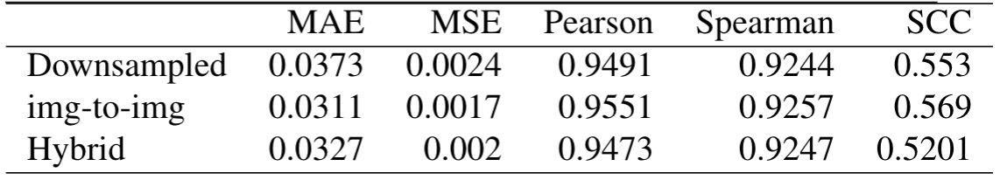 MAE MSE Pearson Spearman SCC
Downsampled 0.0373 0.0024 0.9491 0.9244 0.553
img-to-img 0.0311 0.0017 0.9551 0.9257 0.569
Hybrid 0.0327 0.002 0.9473 0.9247 0.5201